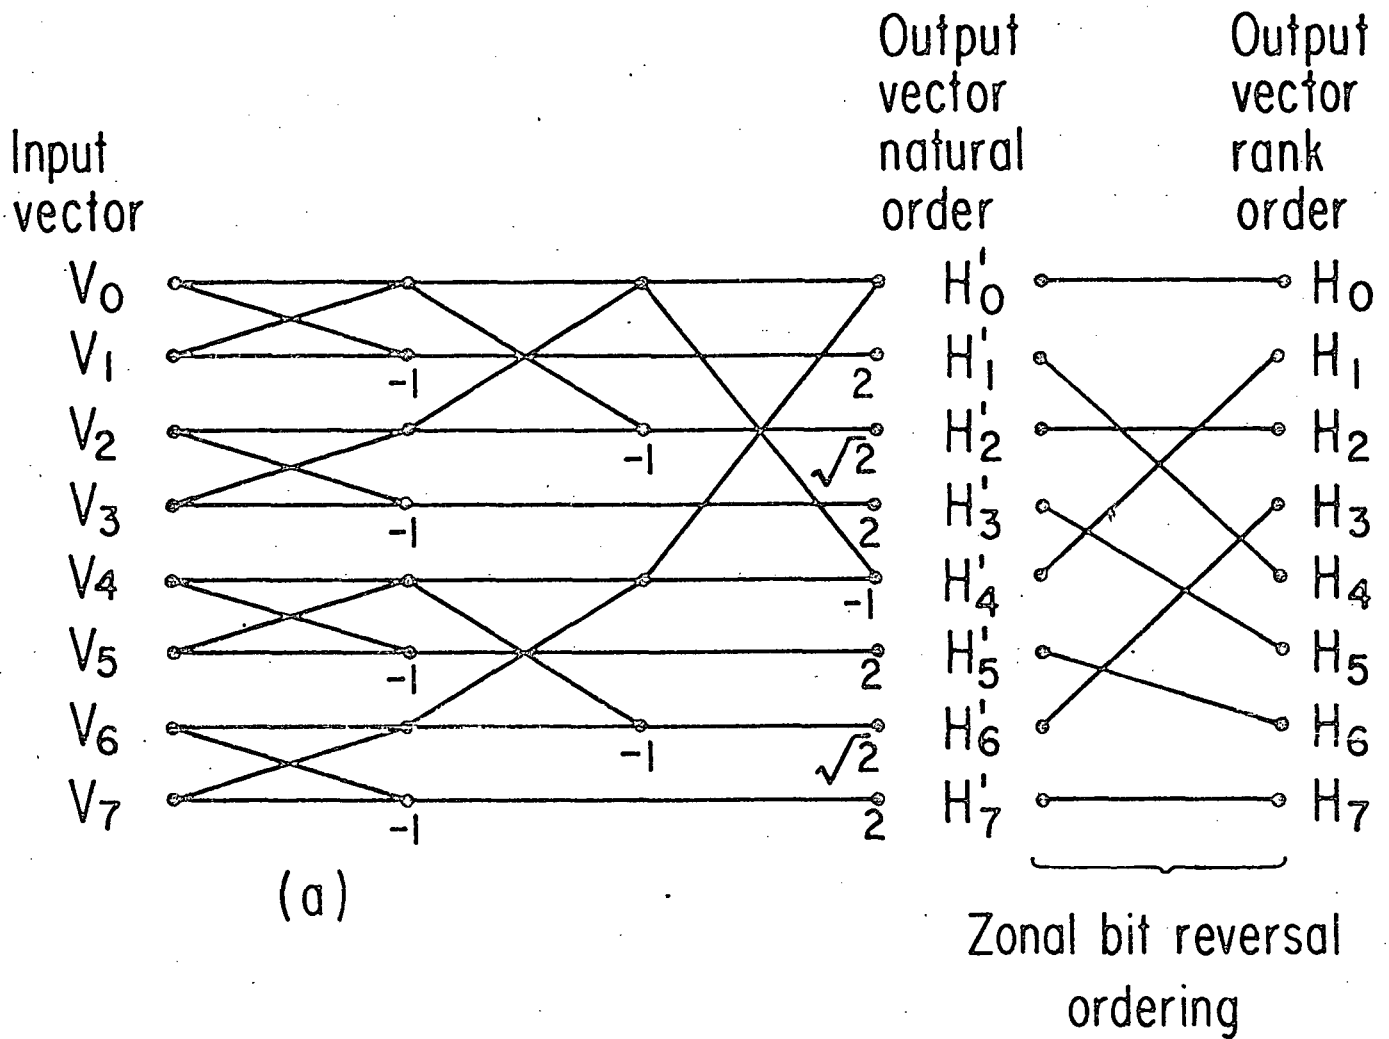 Input
vector
Output
vector
natural
order
Output
vector
rank
order
V0 H'0 H0
V1 -1 2 H'1 H1
V2 -1 √2 H'2 H2
V3 -1 2 H'3 H3
V4 -1 H'4 H4
V5 -1 2 H'5 H5
V6 -1 √2 H'6 H6
V7 -1 2 H'7 H7
(a)
Zonal bit reversal
ordering